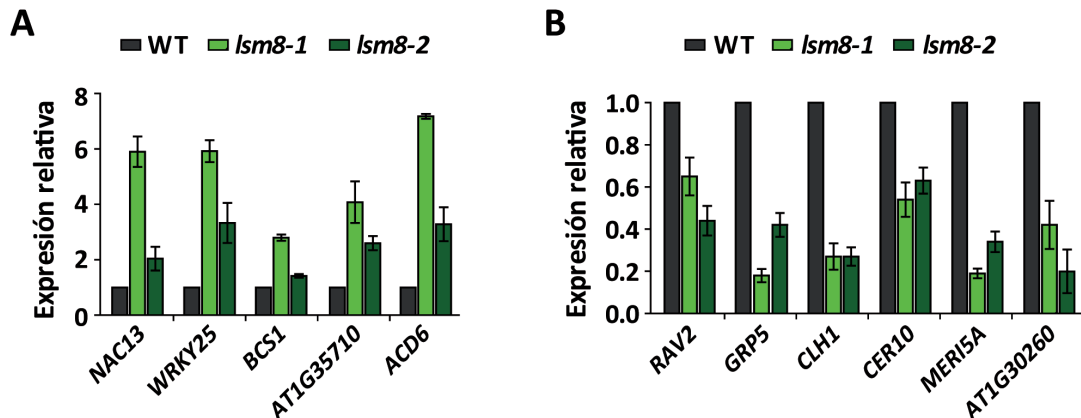 A
WT lsm8-1 lsm8-2
Expresión relativa
8
6
4
2
0
NAC13
WRKY25
BCS1
AT1G35710
ACD6
B
WT lsm8-1 lsm8-2
Expresión relativa
1.0
0.8
0.6
0.4
0.2
0.0
RAV2
GRP5
CLH1
CER10
MERI5A
AT1G30260